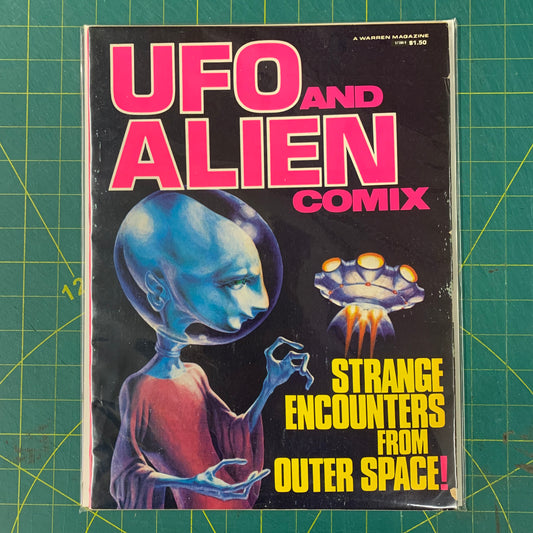 A WARREN MAGAZINE
$1.50
UFO AND
ALIEN
COMIX
12
STRANGE
ENCOUNTERS
FROM
OUTER SPACE!